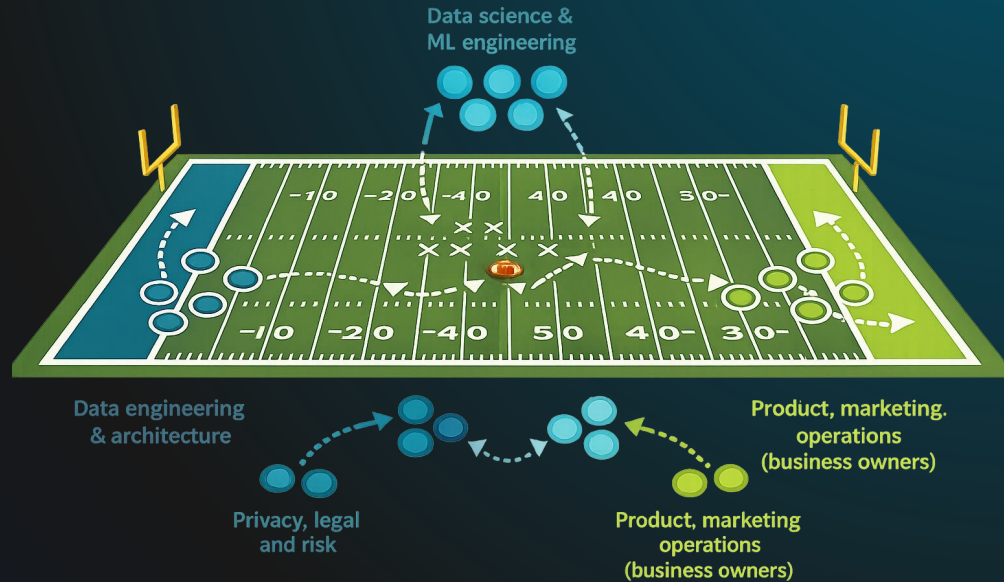 Data science &
ML engineering
-10 -20 -40 40 40 30-
X X
X X X X
-10 -20 -40 50 40- 30-
Data engineering
& architecture
Product, marketing.
operations
(business owners)
Privacy, legal
and risk
Product, marketing
operations
(business owners)